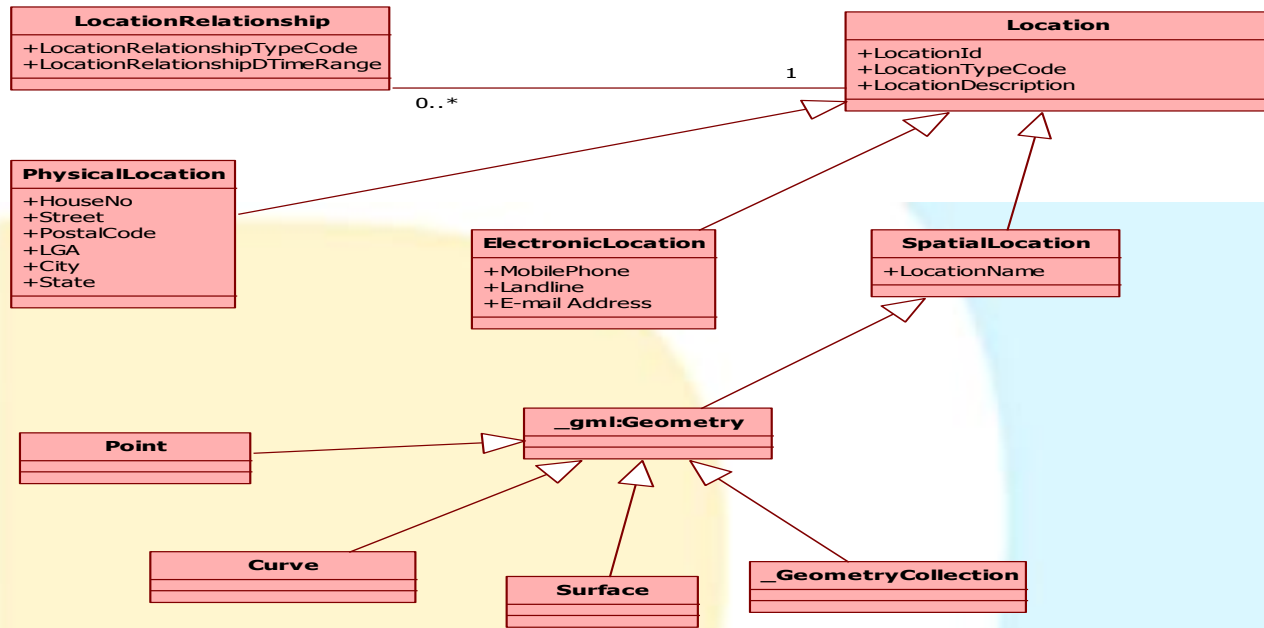 LocationRelationship
+LocationRelationshipTypeCode
+LocationRelationshipDTimeRange
Location
+LocationId
+LocationTypeCode
+LocationDescription
1
0..*
PhysicalLocation
+HouseNo
+Street
+PostalCode
+LGA
+City
+State
ElectronicLocation
+MobilePhone
+Landline
+E-mail Address
SpatialLocation
+LocationName
_gml:Geometry
Point
Curve
Surface
_GeometryCollection